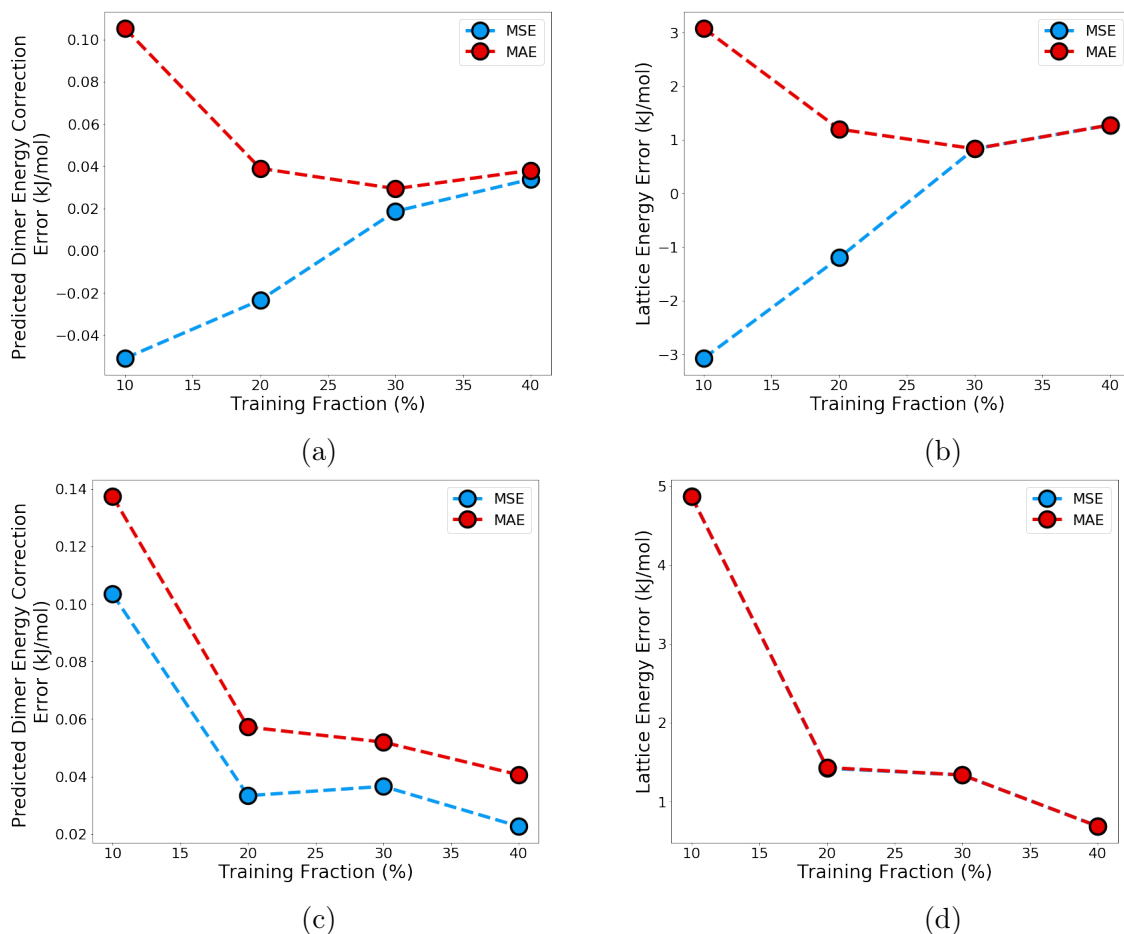 Predicted Dimer Energy Correction
Error (kJ/mol)
0.10
0.08
0.06
0.04
0.02
0.00
−0.02
−0.04
MSE
MAE
10
15
20
25
30
35
40
Training Fraction (%)
(a)
Lattice Energy Error (kJ/mol)
3
2
1
0
−1
−2
−3
MSE
MAE
10
15
20
25
30
35
40
Training Fraction (%)
(b)
Predicted Dimer Energy Correction
Error (kJ/mol)
0.14
0.12
0.10
0.08
0.06
0.04
0.02
MSE
MAE
10
15
20
25
30
35
40
Training Fraction (%)
(c)
Lattice Energy Error (kJ/mol)
5
4
3
2
1
MSE
MAE
10
15
20
25
30
35
40
Training Fraction (%)
(d)